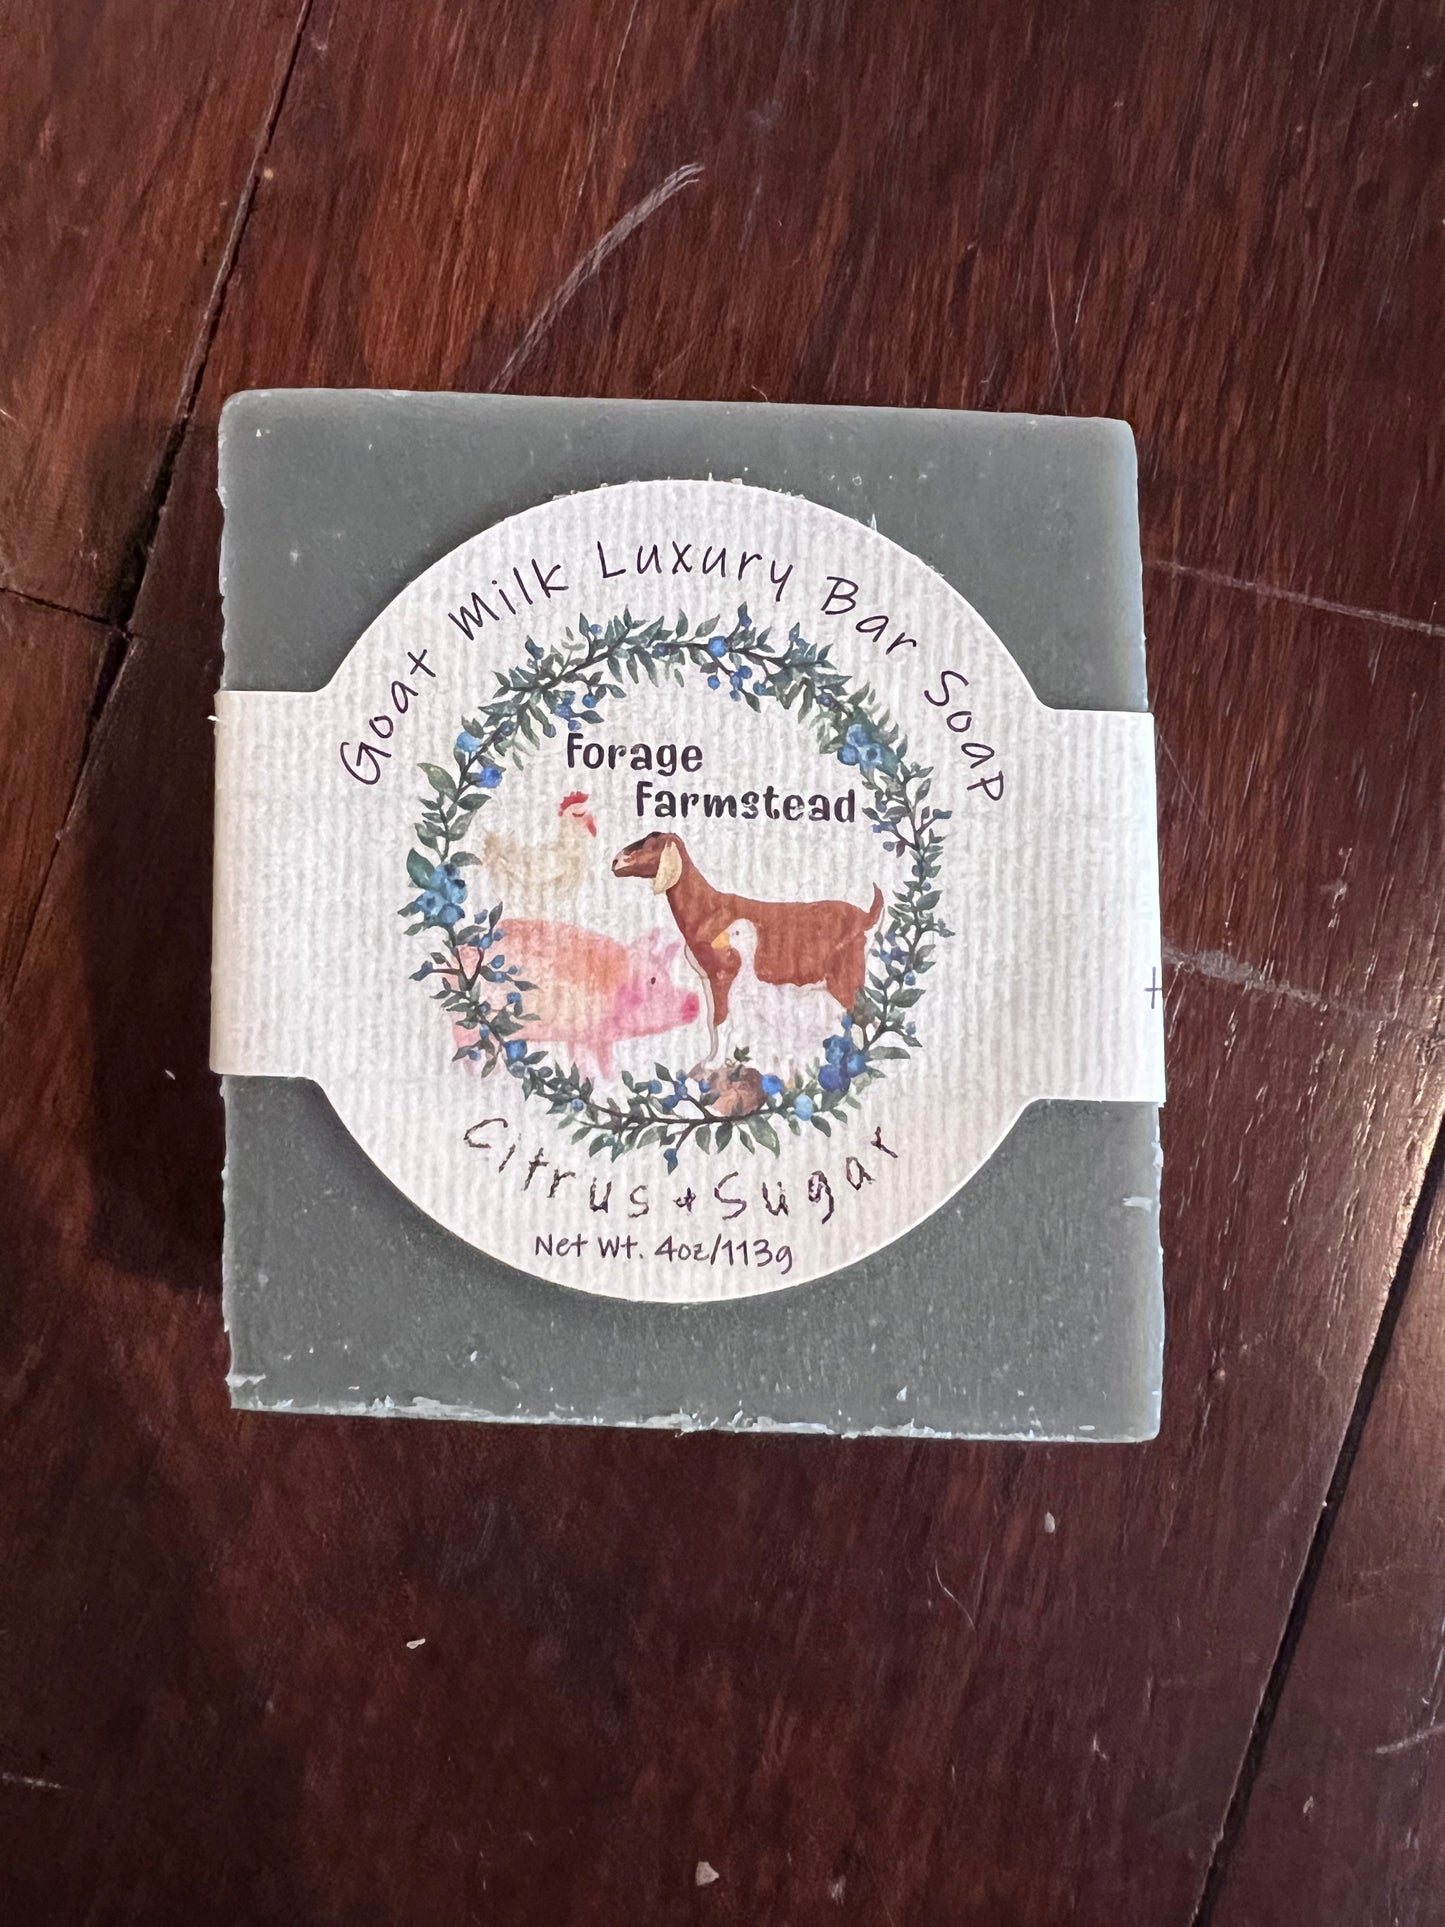 Goat Milk Luxury Bar Soap
Forage
Farmstead
Citrus + Sugar
Net Wt. 4oz/113g